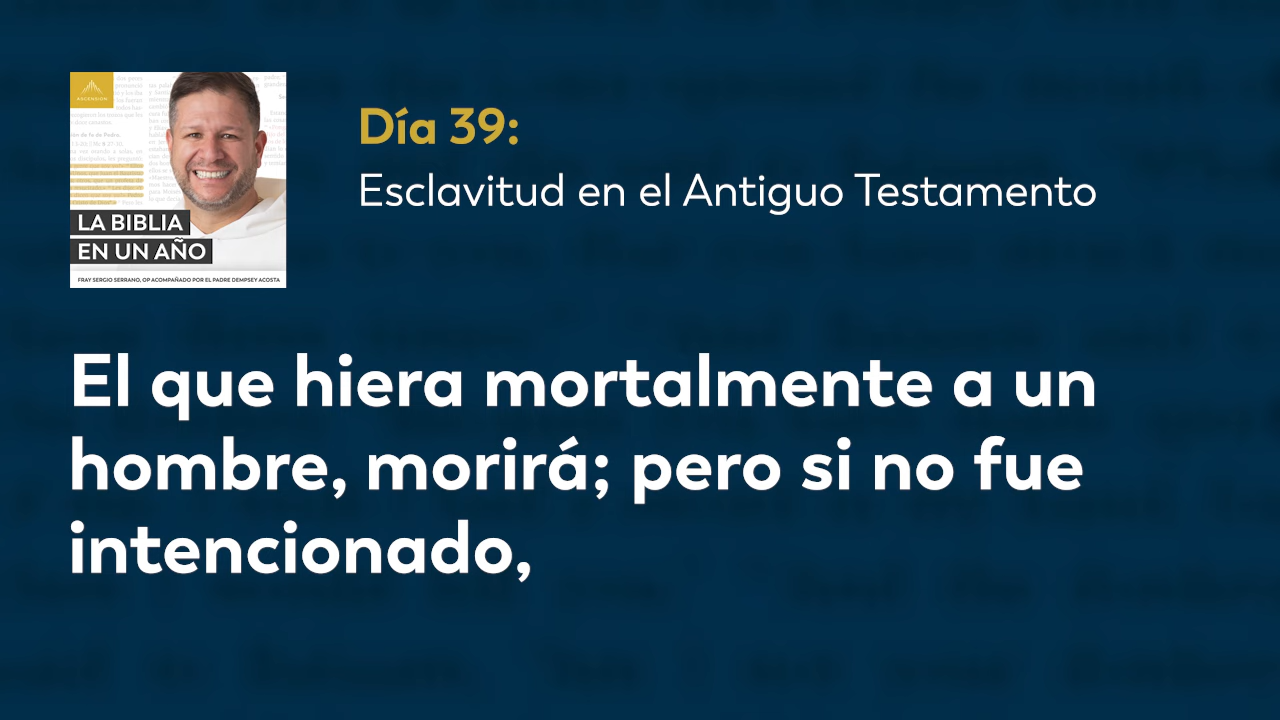 ASCENSION
LA BIBLIA
EN UN AÑO
FRAY SERGIO SERRANO, OP ACOMPAÑADO POR EL PADRE DEMPSEY ACOSTA
Día 39:
Esclavitud en el Antiguo Testamento
El que hiera mortalmente a un
hombre, morirá; pero si no fue
intencionado,